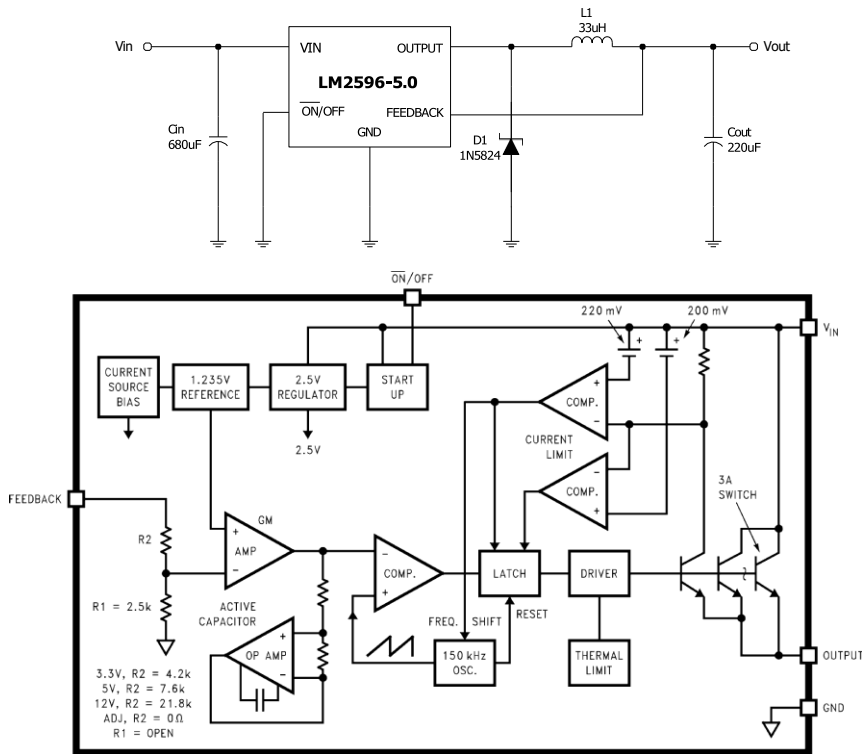 L1
33uH
Vin
VIN
OUTPUT
Vout
LM2596-5.0
ON/OFF
FEEDBACK
GND
Cin
680uF
D1
1N5824
Cout
220uF
ON/OFF
220 mV
200 mV
+
+
V_IN
CURRENT
SOURCE
BIAS
1.235V
REFERENCE
2.5V
REGULATOR
START
UP
+
COMP.
−
2.5V
CURRENT
LIMIT
−
COMP.
+
3A
SWITCH
FEEDBACK
GM
R2
+
AMP
−
−
COMP.
+
LATCH
DRIVER
R1 = 2.5k
ACTIVE
CAPACITOR
FREQ. SHIFT
RESET
+
OP AMP
−
150 kHz
OSC.
THERMAL
LIMIT
OUTPUT
3.3V, R2 = 4.2k
5V, R2 = 7.6k
12V, R2 = 21.8k
ADJ, R2 = 0Ω
R1 = OPEN
GND